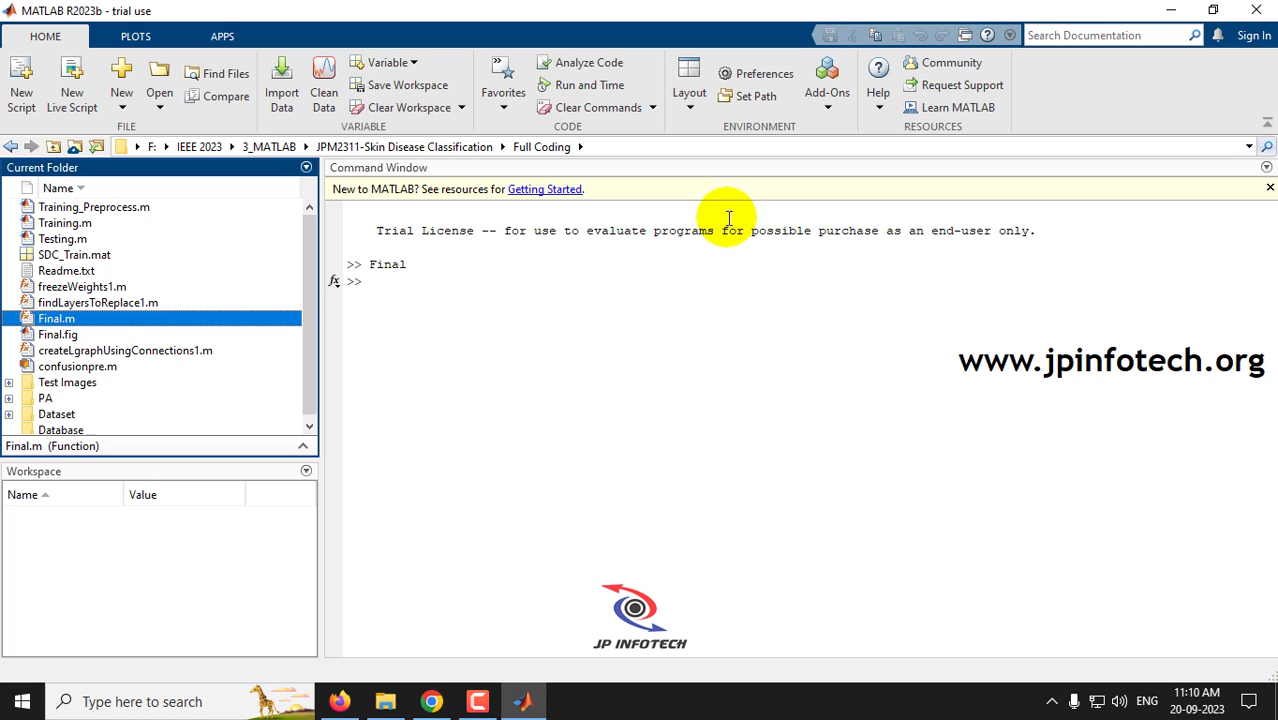 MATLAB R2023b - trial use
HOME
PLOTS
APPS
Search Documentation
Sign In
New Script
New Live Script
New
Open
Find Files
Compare
FILE
Import Data
Clean Data
Variable
Save Workspace
Clear Workspace
VARIABLE
Favorites
Analyze Code
Run and Time
Clear Commands
CODE
Layout
Preferences
Set Path
ENVIRONMENT
Add-Ons
Help
Community
Request Support
Learn MATLAB
RESOURCES
F: IEEE 2023 3_MATLAB JPM2311-Skin Disease Classification Full Coding
Current Folder
Name
Training_Preprocess.m
Training.m
Testing.m
SDC_Train.mat
Readme.txt
freezeWeights1.m
findLayersToReplace1.m
Final.m
Final.fig
createLgraphUsingConnections1.m
confusionpre.m
Test Images
PA
Dataset
Database
Final.m (Function)
Workspace
Name Value
Command Window
New to MATLAB? See resources for Getting Started.
Trial License -- for use to evaluate programs for possible purchase as an end-user only.
>> Final
fx >>
www.jpinfotech.org
JP INFOTECH
Type here to search
ENG
11:10 AM
20-09-2023